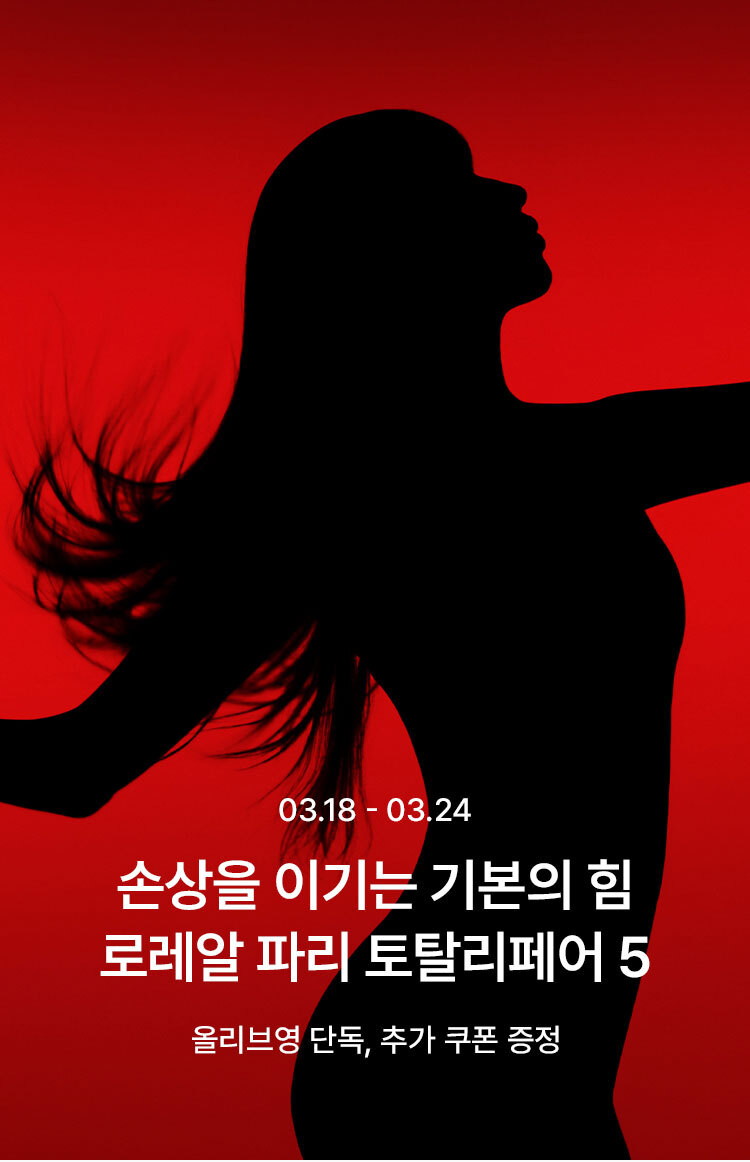 03.18 - 03.24
손상을 이기는 기본의 힘
로레알 파리 토탈리페어 5
올리브영 단독, 추가 쿠폰 증정